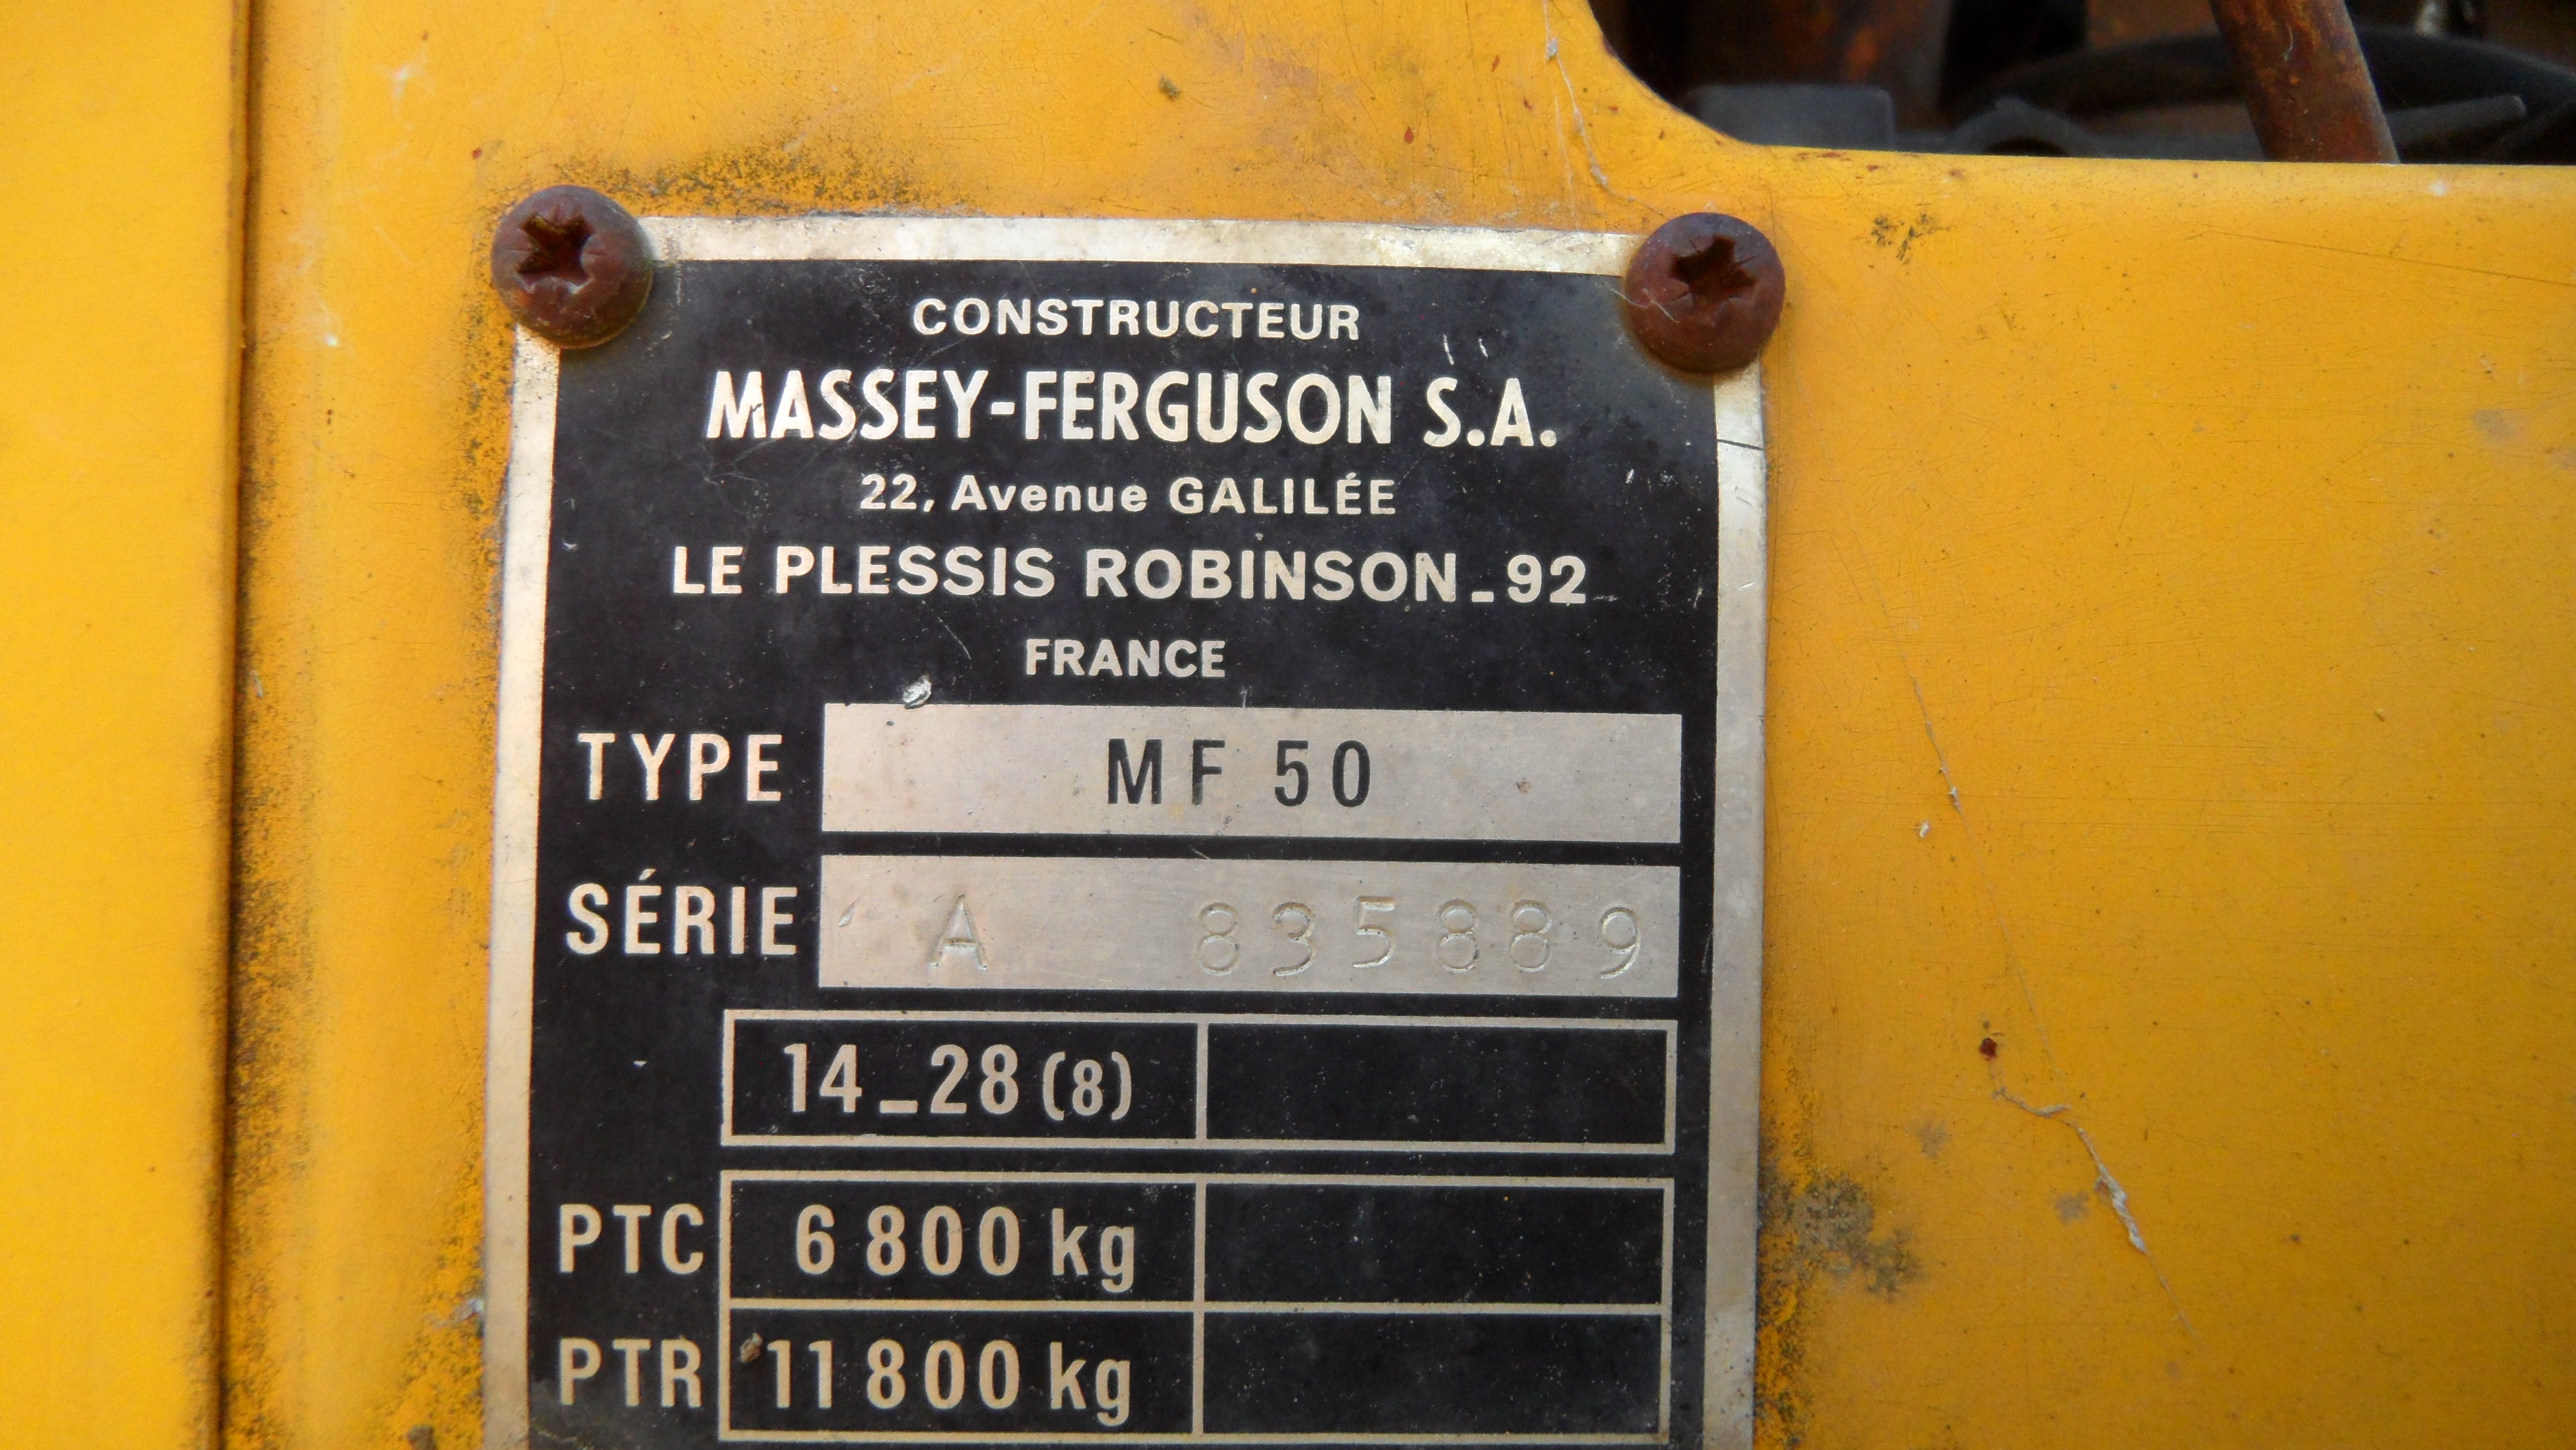 CONSTRUCTEUR
MASSEY-FERGUSON S.A.
22, Avenue GALILÉE
LE PLESSIS ROBINSON_92
FRANCE
TYPE MF 50
SÉRIE A 835889
14_28 (8)
PTC 6 800 kg
PTR 11 800 kg